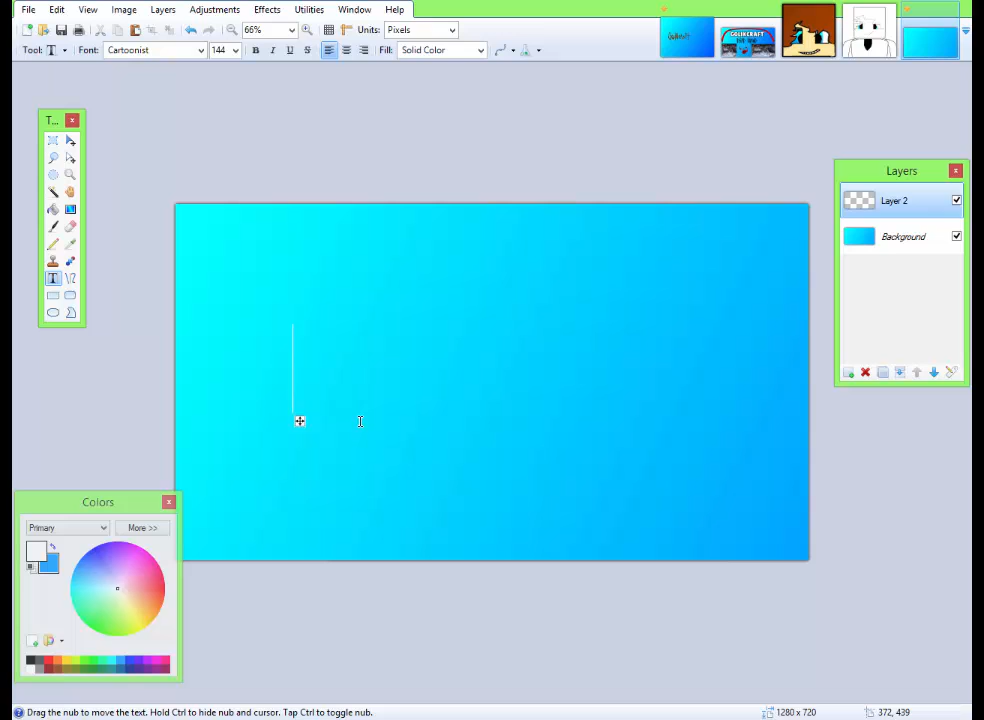 File Edit View Image Layers Adjustments Effects Utilities Window Help
66% Units: Pixels
Tool: T Font: Cartoonist 144 B I U S Fill: Solid Color
GOLIKCRAFT
T...
Layers
Layer 2
Background
Colors
Primary More >>
Drag the nub to move the text. Hold Ctrl to hide nub and cursor. Tap Ctrl to toggle nub. 1280 x 720 372, 439